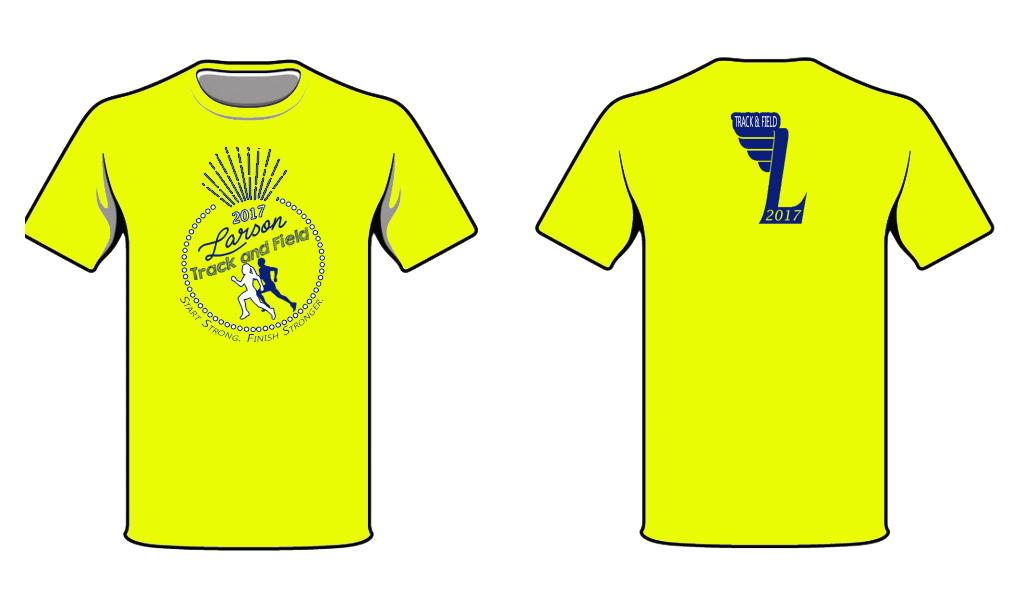 2017
Larson
Track and Field
START STRONG. FINISH STRONGER.
TRACK & FIELD
L
2017